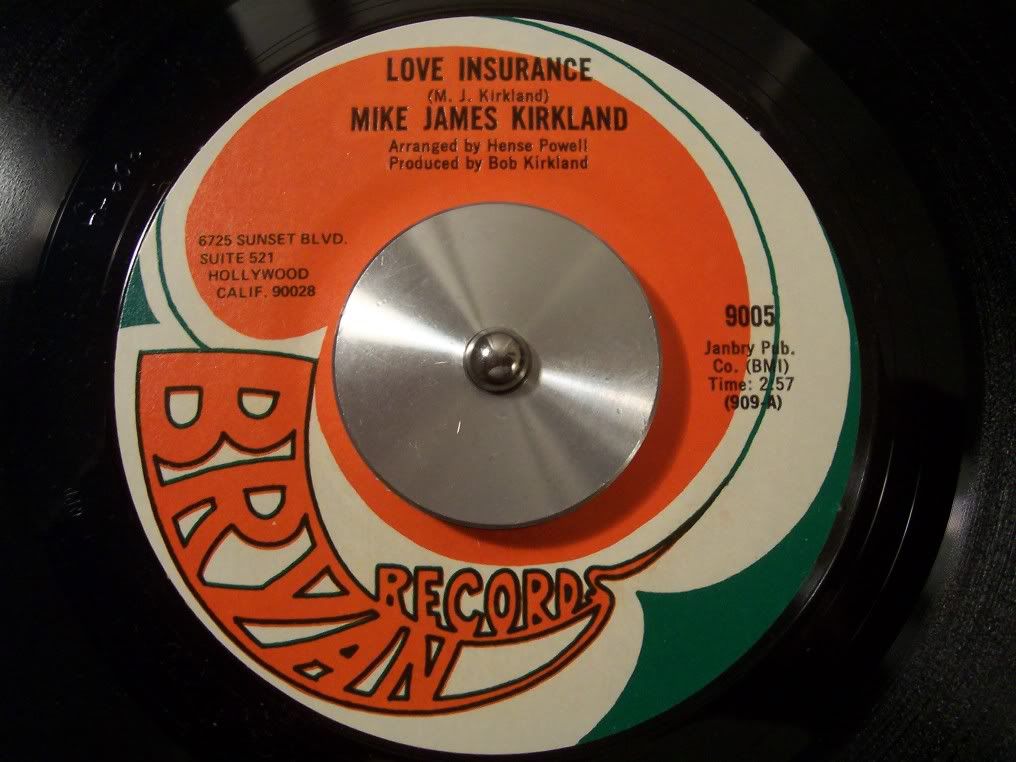 LOVE INSURANCE
(M. J. Kirkland)
MIKE JAMES KIRKLAND
Arranged by Hense Powell
Produced by Bob Kirkland
6725 SUNSET BLVD.
SUITE 521
HOLLYWOOD
CALIF. 90028
9005
Janbry Pub.
Co. (BMI)
Time: 2:57
(909-A)
BRYAN
RECORDS